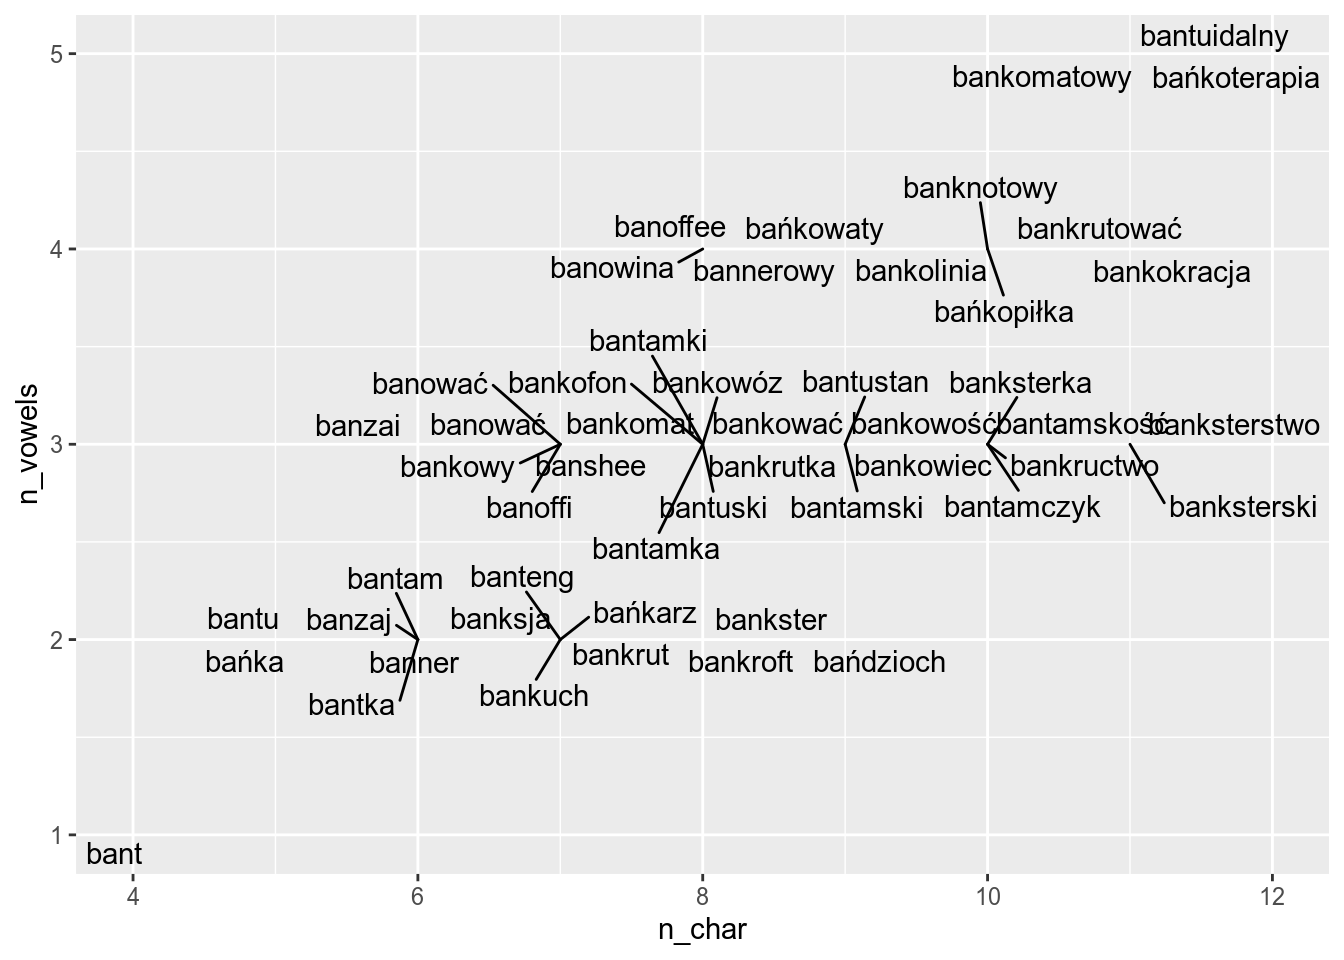 bantuidalny
5
bankomatowy bańkoterapia
banknotowy
banoffee bańkowaty bankrutować
4
banowina bannerowy bankolinia bankokracja
bańkopiłka
bantamki
banować bankofon bankowóz bantustan banksterka
banzai banować bankomat bankować bankowość bantamskość banksterstwo
3
bankowy banshee bankrutka bankowiec bankructwo
banoffi bantuski bantamski bantamczyk banksterski
bantamka
bantam banteng
bantu banzaj banksja bańkarz bankster
2
bańka banner bankrut bankroft bańdzioch
bantka bankuch
1
bant
4 6 8 10 12
n_char
n_vowels